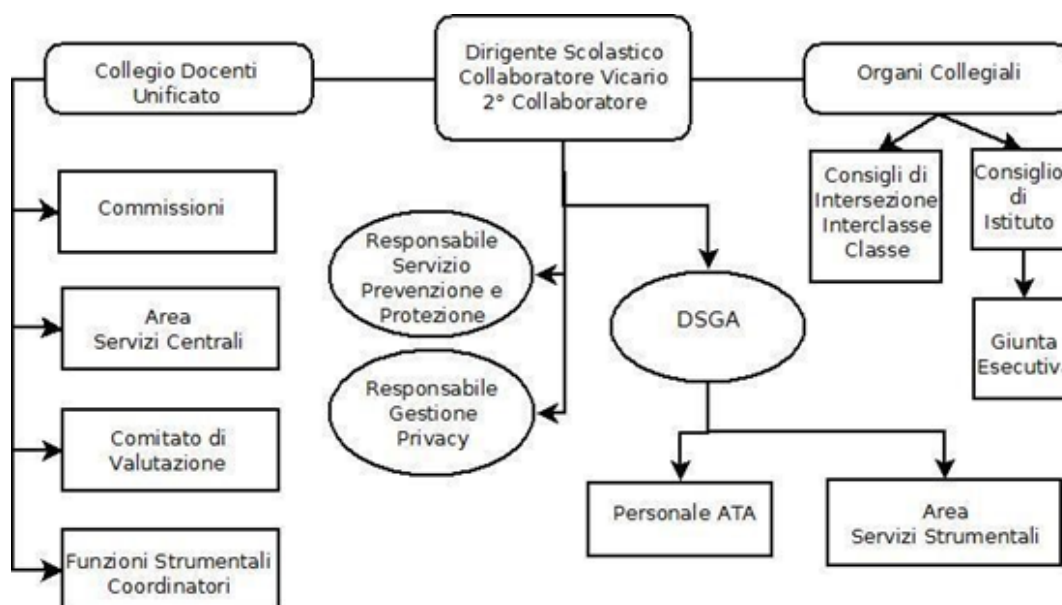 Collegio Docenti
Unificato
Dirigente Scolastico
Collaboratore Vicario
2° Collaboratore
Organi Collegiali
Commissioni
Area
Servizi Centrali
Comitato di
Valutazione
Funzioni Strumentali
Coordinatori
Responsabile
Servizio
Prevenzione e
Protezione
Responsabile
Gestione
Privacy
DSGA
Personale ATA
Area
Servizi Strumentali
Consigli di
Intersezione
Interclasse
Classe
Consiglio
di
Istituto
Giunta
Esecutiva